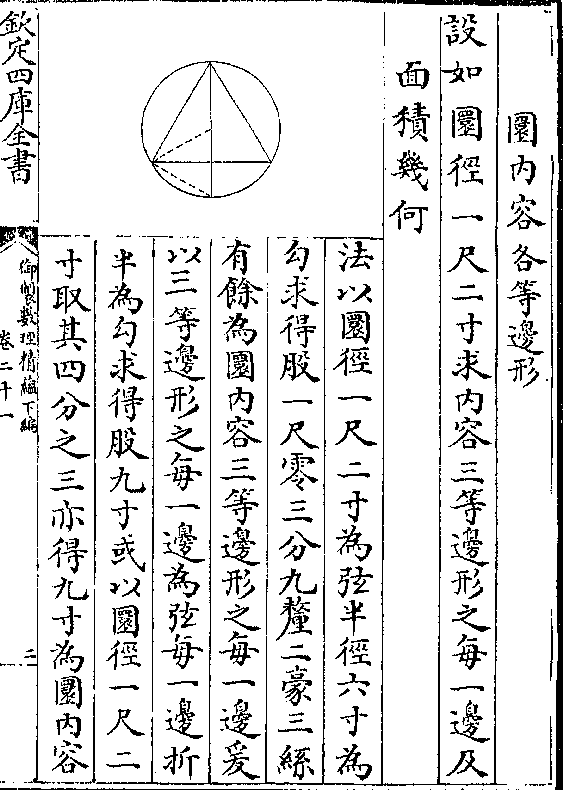 圜内容各等邊形
設如圜徑一尺二寸求内容三等邊形之每一邊及
面積幾何
法以圜徑一尺二寸為弦半徑六寸為
勾求得股一尺零三分九釐二豪三絲
有餘為圜内容三等邊形之每一邊爰
以三等邊形之每一邊為弦每一邊折
半為勾求得股九寸或以圜徑一尺二
寸取其四分之三亦得九寸為圜内容
欽定四庫全書
御製數理精藴下編
卷二十一
二